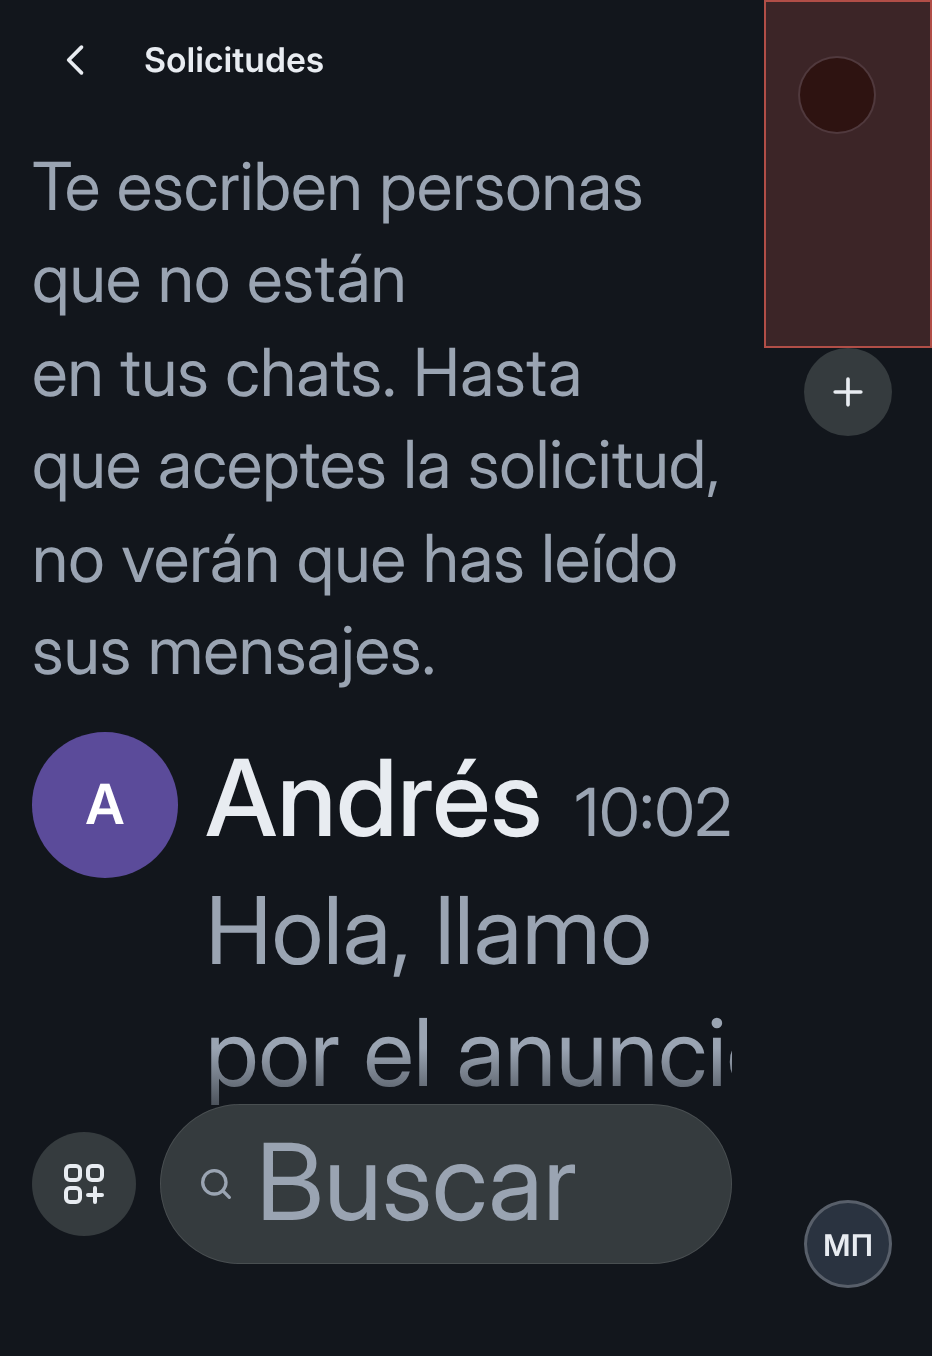 Solicitudes
Te escriben personas
que no están
en tus chats. Hasta
que aceptes la solicitud,
no verán que has leído
sus mensajes.
A
Andrés 10:02
Hola, llamo
por el
Buscar
МП